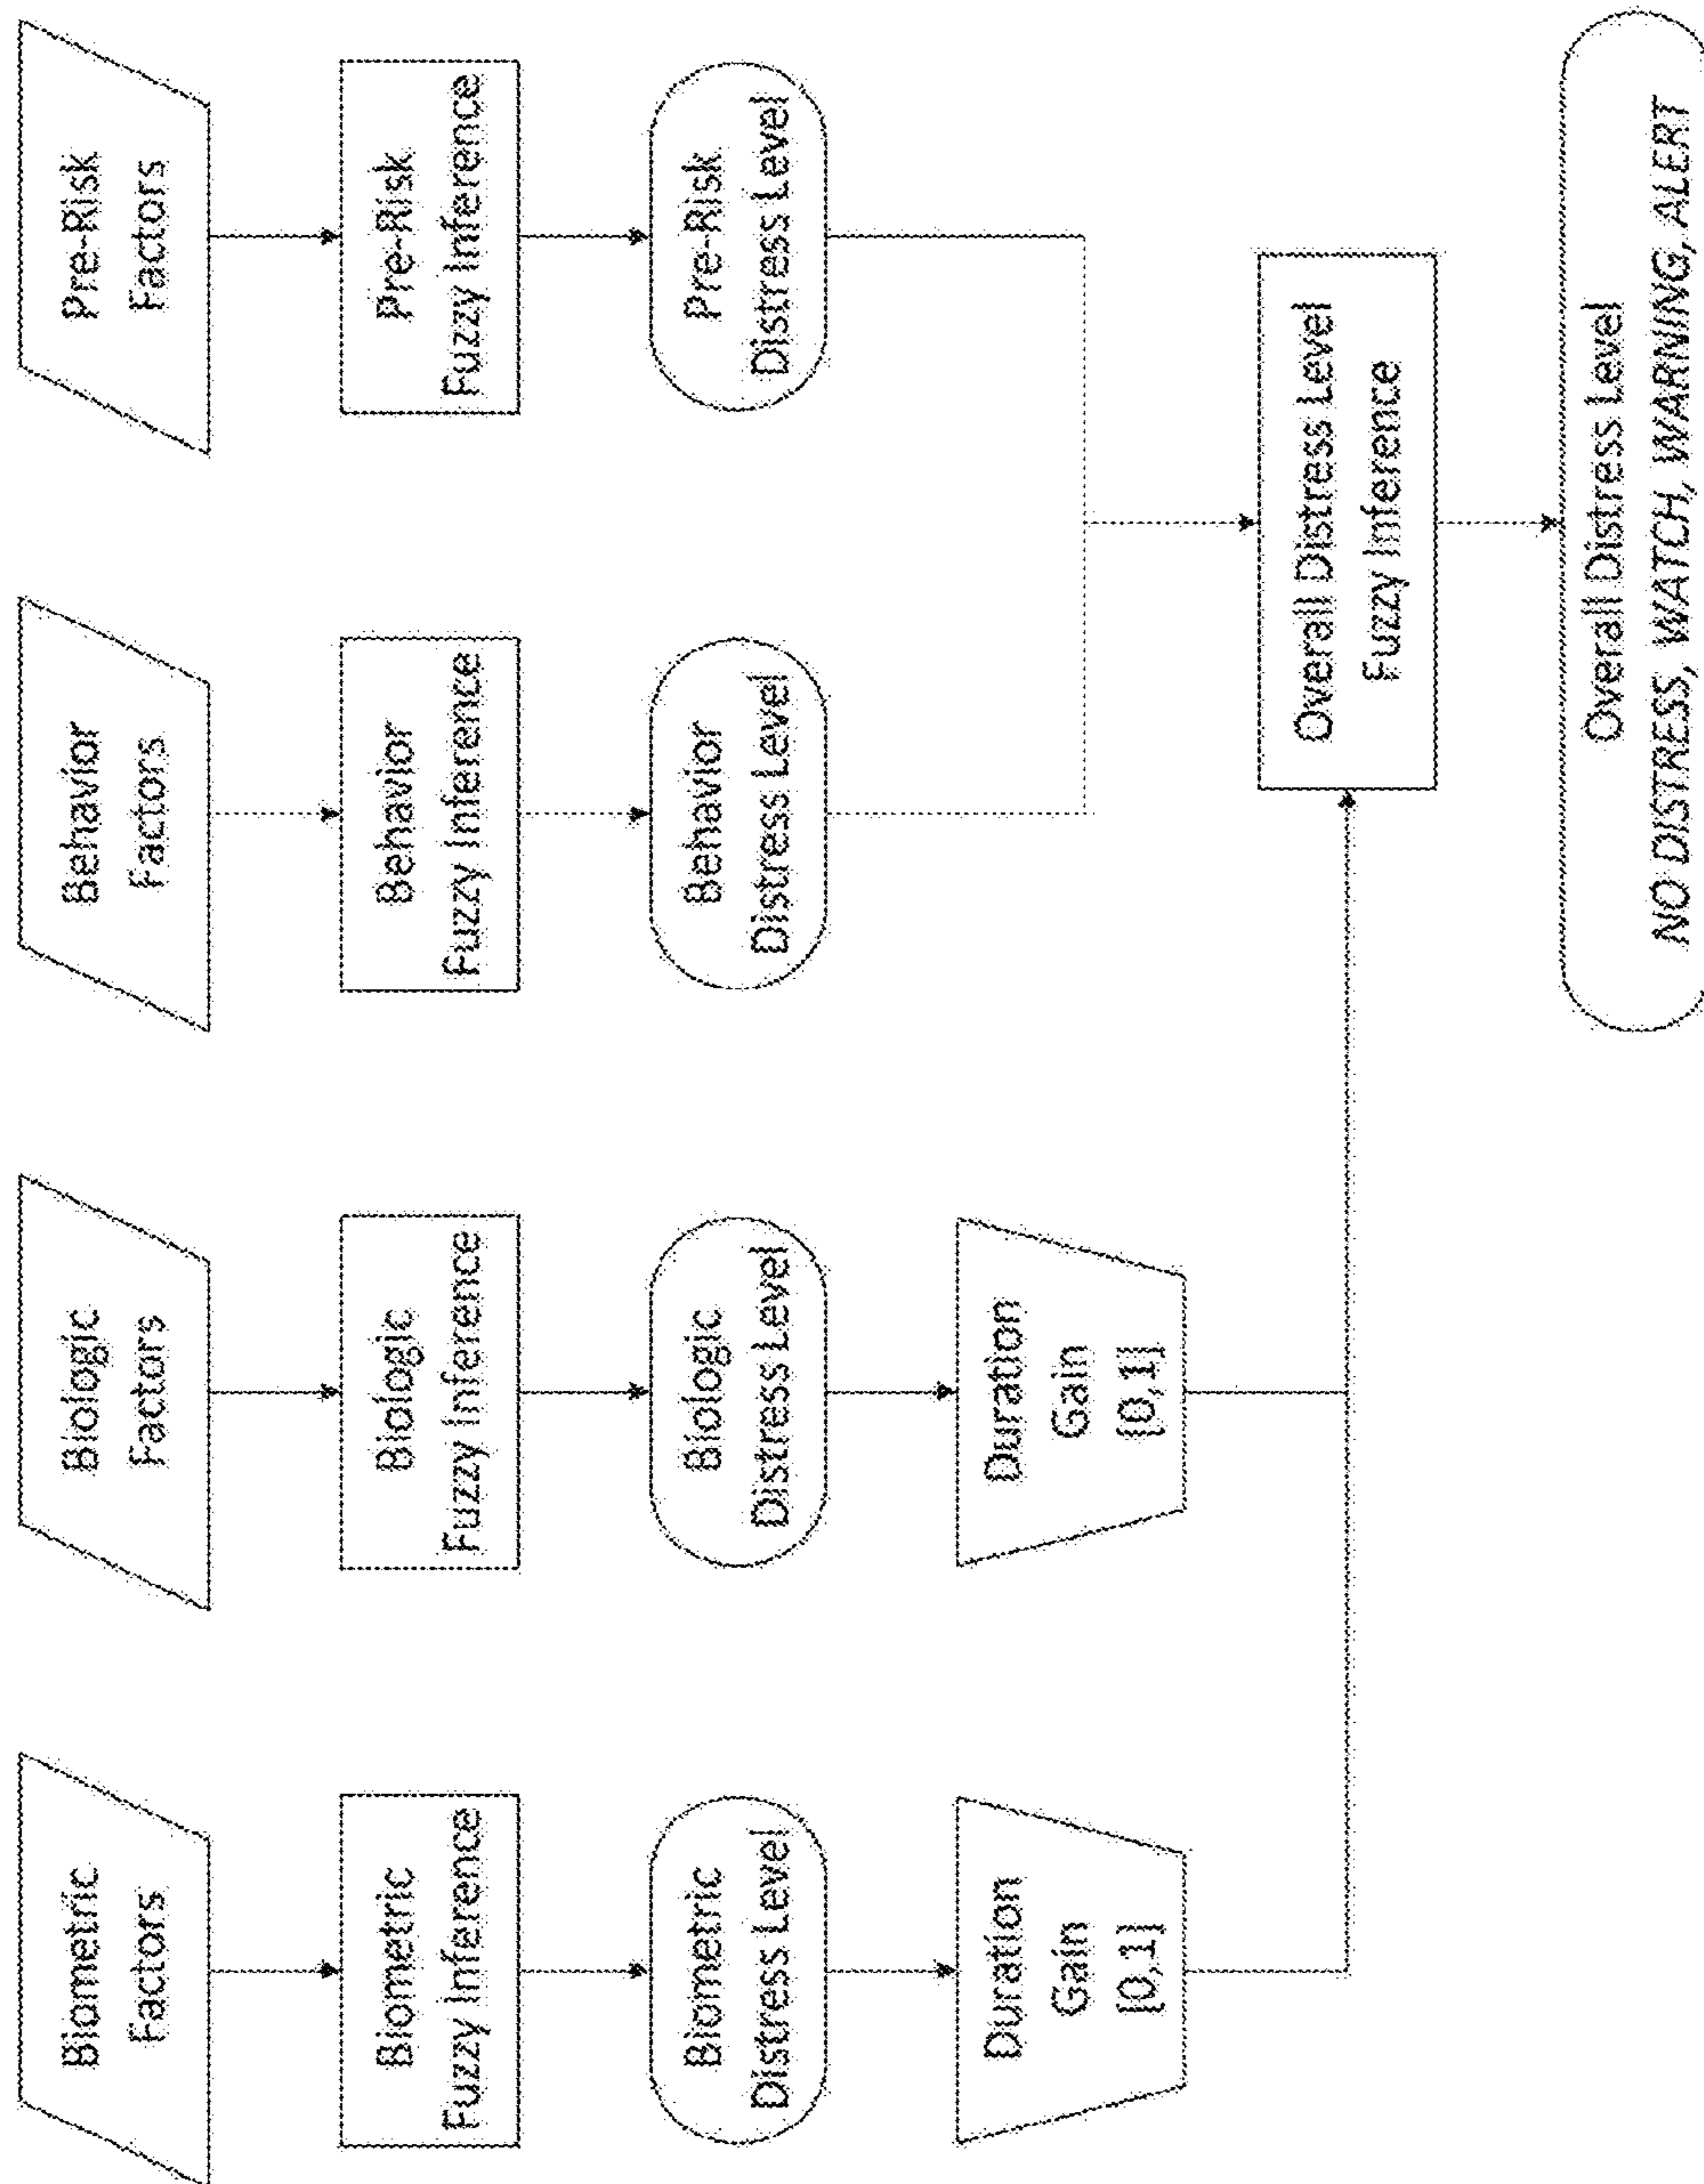 Biometric
Factors
Biologic
Factors
Behavior
Factors
Pre-Risk
Factors
Biometric
Fuzzy Inference
Biologic
Fuzzy Inference
Behavior
Fuzzy Inference
Pre-Risk
Fuzzy Inference
Biometric
Distress Level
Biologic
Distress Level
Behavior
Distress Level
Pre-Risk
Distress Level
Duration
Gain
[0,1]
Duration
Gain
[0,1]
Overall Distress Level
Fuzzy Inference
Overall Distress Level
NO DISTRESS, WATCH, WARNING, ALERT